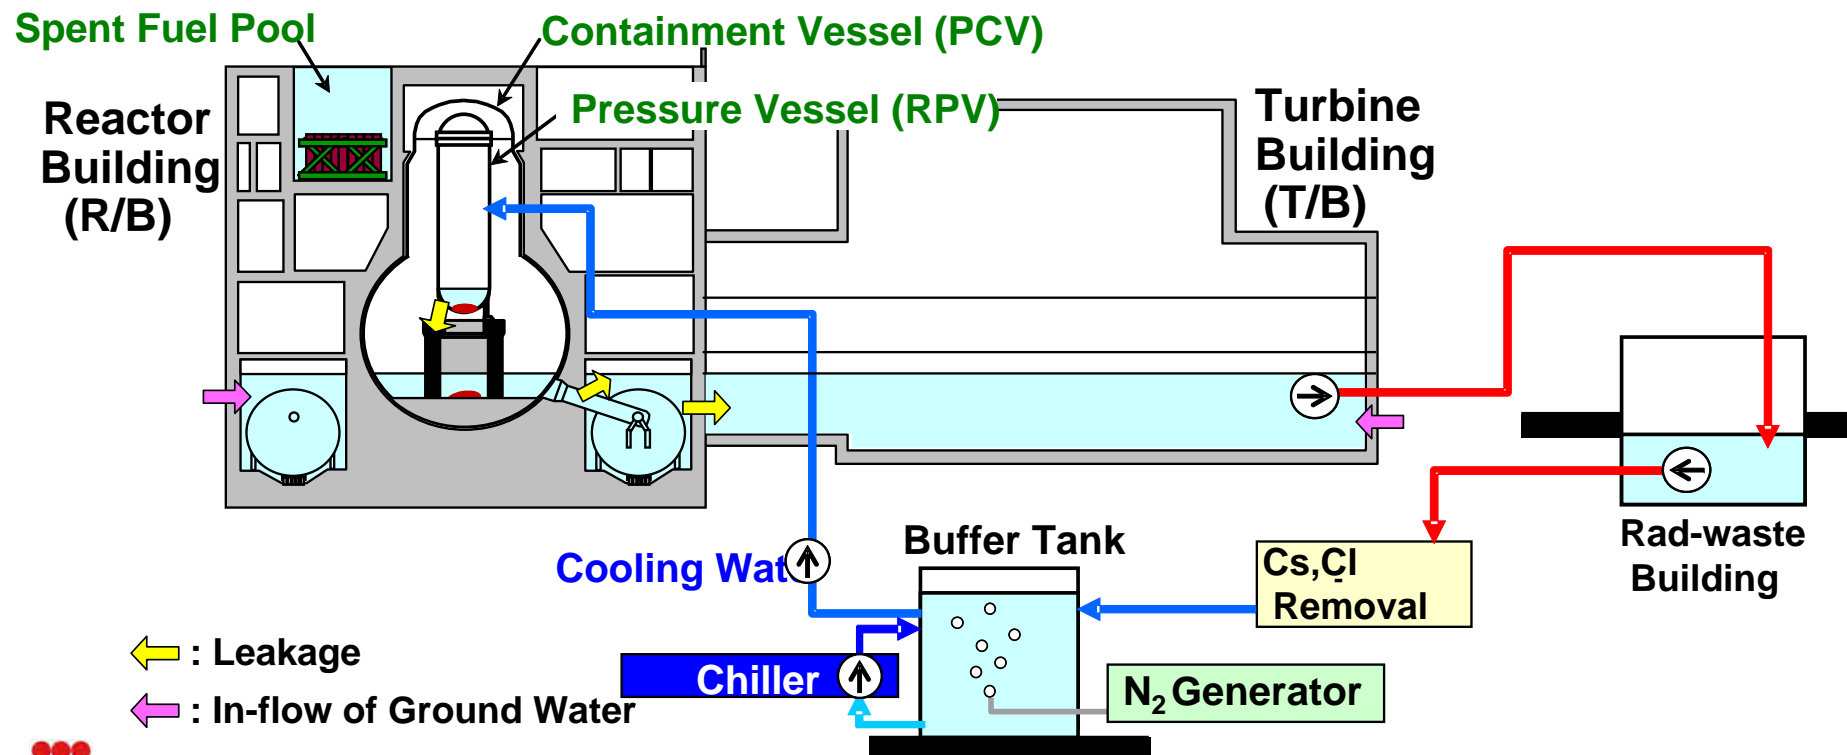 Spent Fuel Pool
Containment Vessel (PCV)
Pressure Vessel (RPV)
Reactor
Building
(R/B)
Turbine
Building
(T/B)
Rad-waste
Building
Buffer Tank
Cooling Wat
Cs,Cl
Removal
Chiller
N₂ Generator
: Leakage
: In-flow of Ground Water